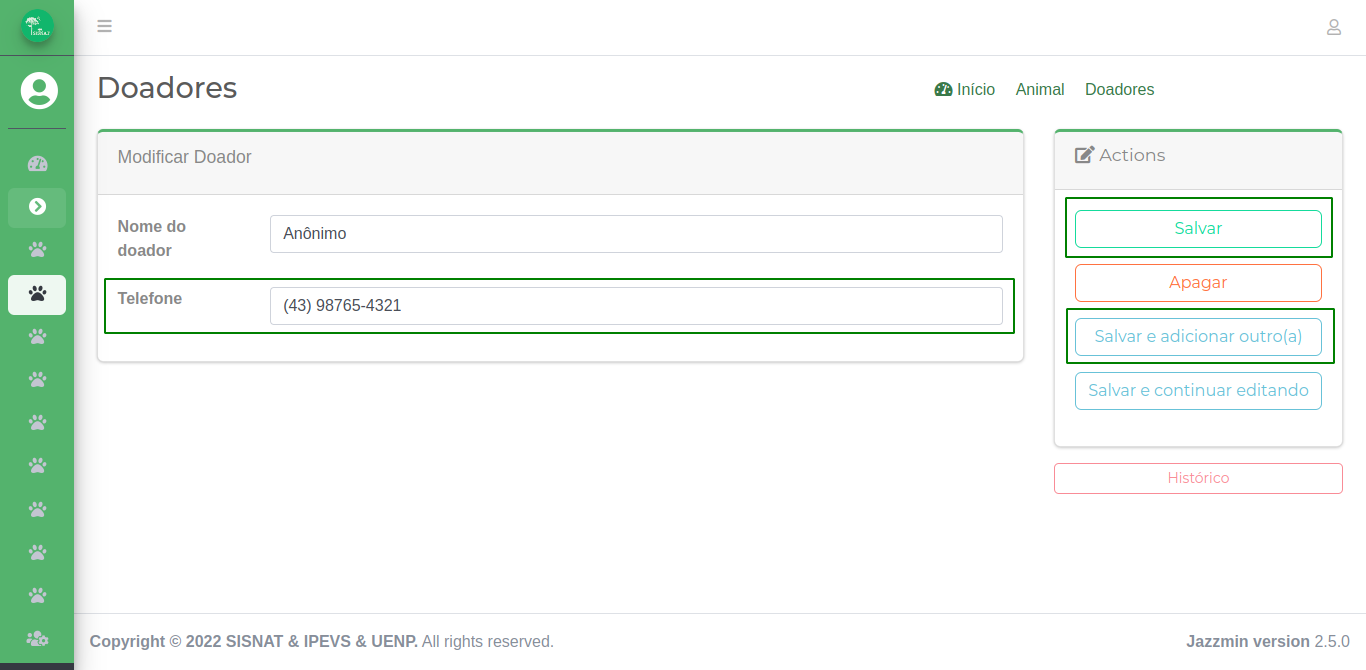 SISNAT
Doadores
Início Animal Doadores
Modificar Doador
Actions
Nome do
doador
Anônimo
Telefone
(43) 98765-4321
Salvar
Apagar
Salvar e adicionar outro(a)
Salvar e continuar editando
Histórico
Copyright © 2022 SISNAT & IPEVS & UENP. All rights reserved.
Jazzmin version 2.5.0